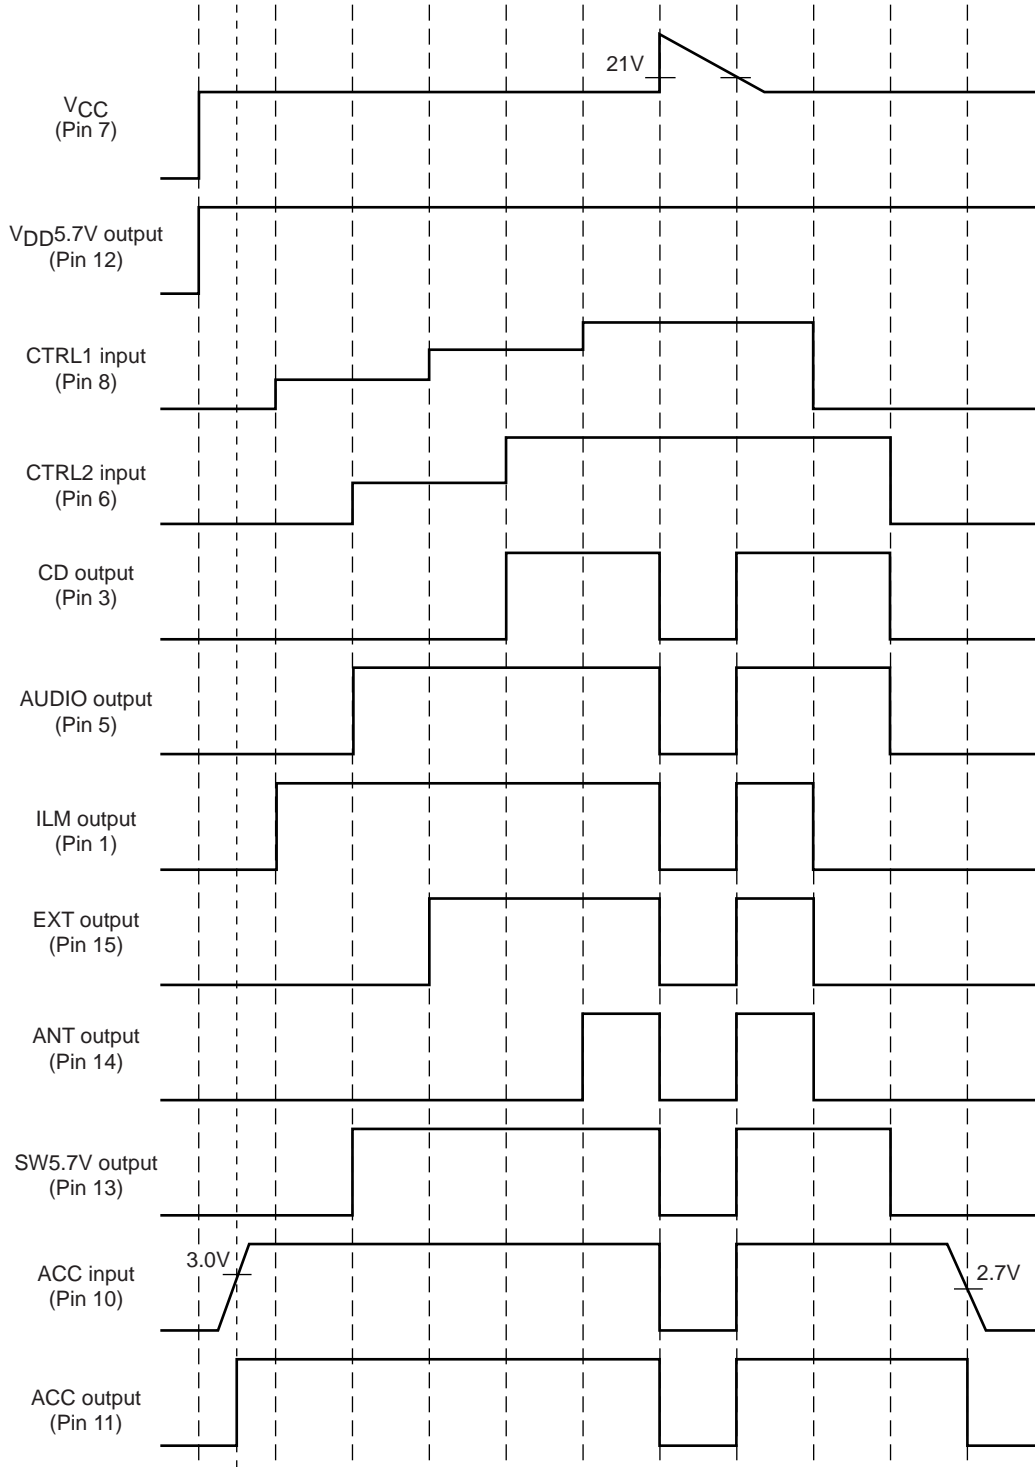 21V
VCC
(Pin 7)
VDD5.7V output
(Pin 12)
CTRL1 input
(Pin 8)
CTRL2 input
(Pin 6)
CD output
(Pin 3)
AUDIO output
(Pin 5)
ILM output
(Pin 1)
EXT output
(Pin 15)
ANT output
(Pin 14)
SW5.7V output
(Pin 13)
3.0V
ACC input
(Pin 10)
2.7V
ACC output
(Pin 11)